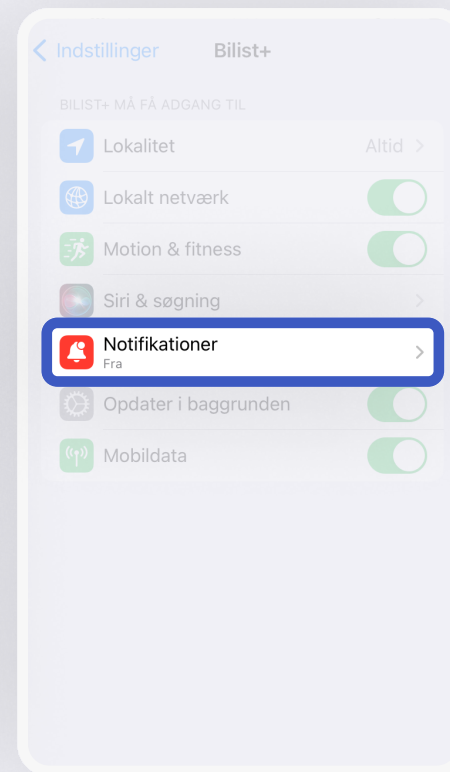 Indstillinger Bilist+
BILIST+ MÅ FÅ ADGANG TIL
Lokalitet Altid
Lokalt netværk
Motion & fitness
Siri & søgning
Notifikationer
Fra
Opdater i baggrunden
Mobildata